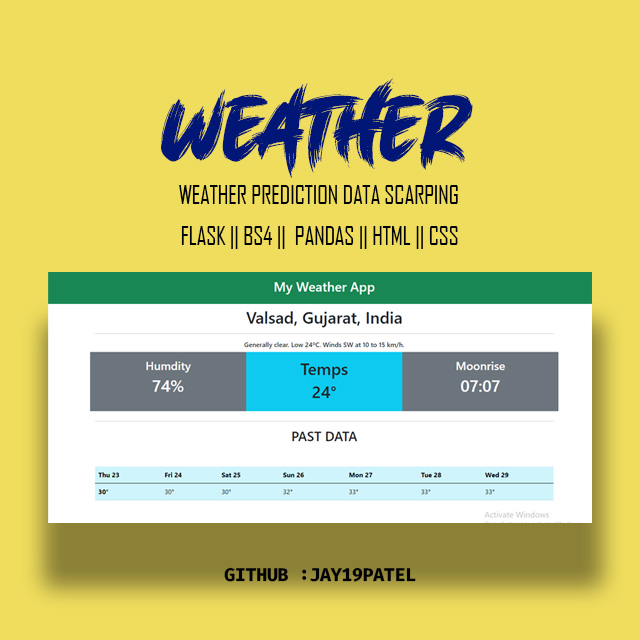 WEATHER
WEATHER PREDICTION DATA SCARPING
FLASK || BS4 || PANDAS || HTML || CSS
My Weather App
Valsad, Gujarat, India
Generally clear. Low 24°C. Winds SW at 10 to 15 km/h.
Humdity Temps Moonrise
74% 24° 07:07
PAST DATA
Thu 23 Fri 24 Sat 25 Sun 26 Mon 27 Tue 28 Wed 29
30° 30° 30° 32° 33° 33° 33°
Activate Windows
GITHUB :JAY19PATEL